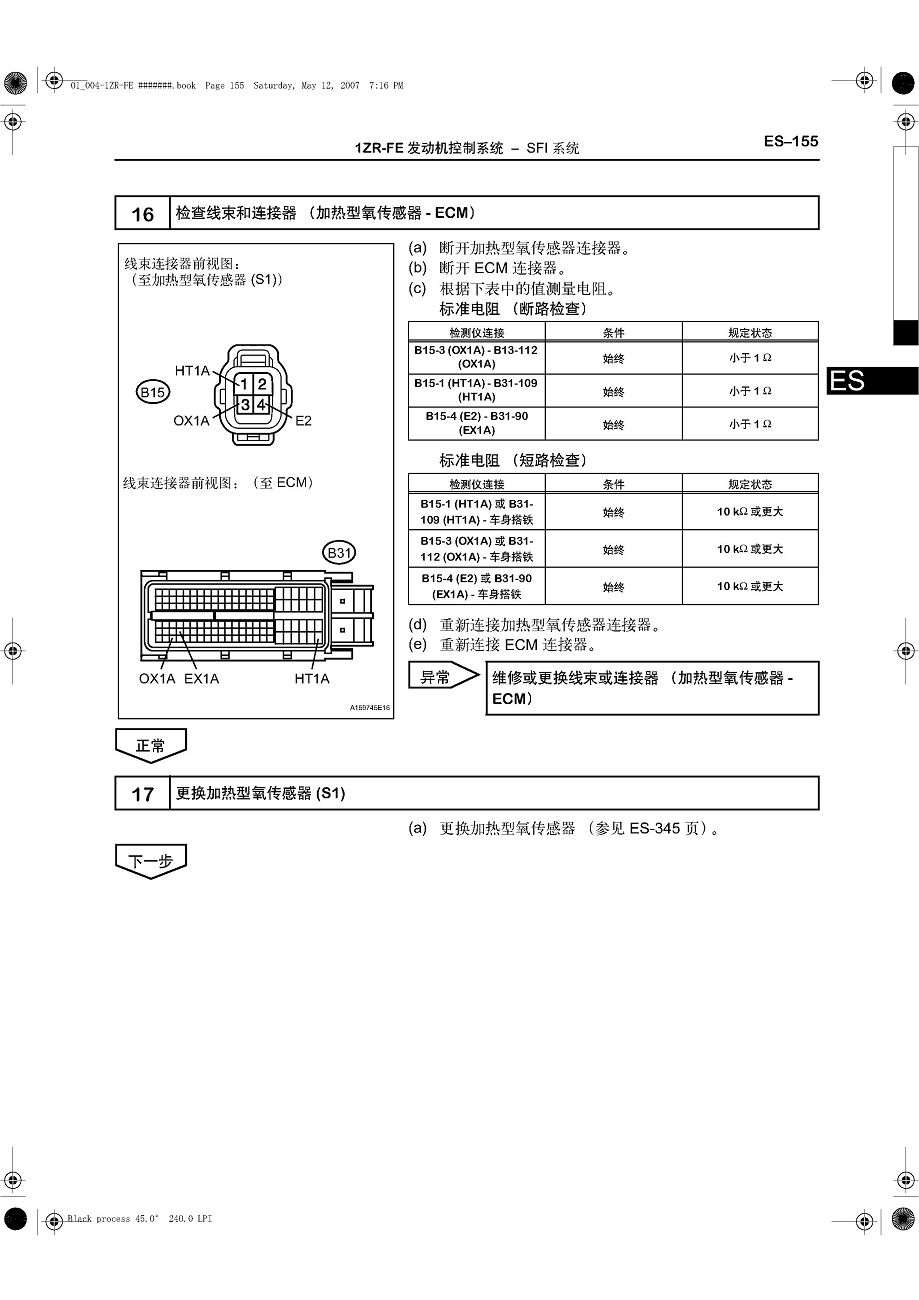 01_004-1ZR-FE #######.book Page 155 Saturday, May 12, 2007 7:16 PM
1ZR-FE 发动机控制系统 – SFI 系统
ES–155
16 检查线束和连接器 （加热型氧传感器 - ECM）
线束连接器前视图：
（至加热型氧传感器 (S1)）
HT1A
1 2
B15
3 4
OX1A
E2
线束连接器前视图：（至 ECM）
B31
OX1A EX1A HT1A
A159745E16
(a) 断开加热型氧传感器连接器。
(b) 断开 ECM 连接器。
(c) 根据下表中的值测量电阻。
标准电阻 （断路检查）
检测仪连接 条件 规定状态
B15-3 (OX1A) - B13-112
(OX1A) 始终 小于 1 Ω
B15-1 (HT1A) - B31-109
(HT1A) 始终 小于 1 Ω
B15-4 (E2) - B31-90
(EX1A) 始终 小于 1 Ω
标准电阻 （短路检查）
检测仪连接 条件 规定状态
B15-1 (HT1A) 或 B31-
109 (HT1A) - 车身搭铁 始终 10 kΩ 或更大
B15-3 (OX1A) 或 B31-
112 (OX1A) - 车身搭铁 始终 10 kΩ 或更大
B15-4 (E2) 或 B31-90
(EX1A) - 车身搭铁 始终 10 kΩ 或更大
(d) 重新连接加热型氧传感器连接器。
(e) 重新连接 ECM 连接器。
异常
维修或更换线束或连接器 （加热型氧传感器 -
ECM）
ES
正常
17 更换加热型氧传感器 (S1)
(a) 更换加热型氧传感器 （参见 ES-345 页）。
下一步
Black process 45.0° 240.0 LPI